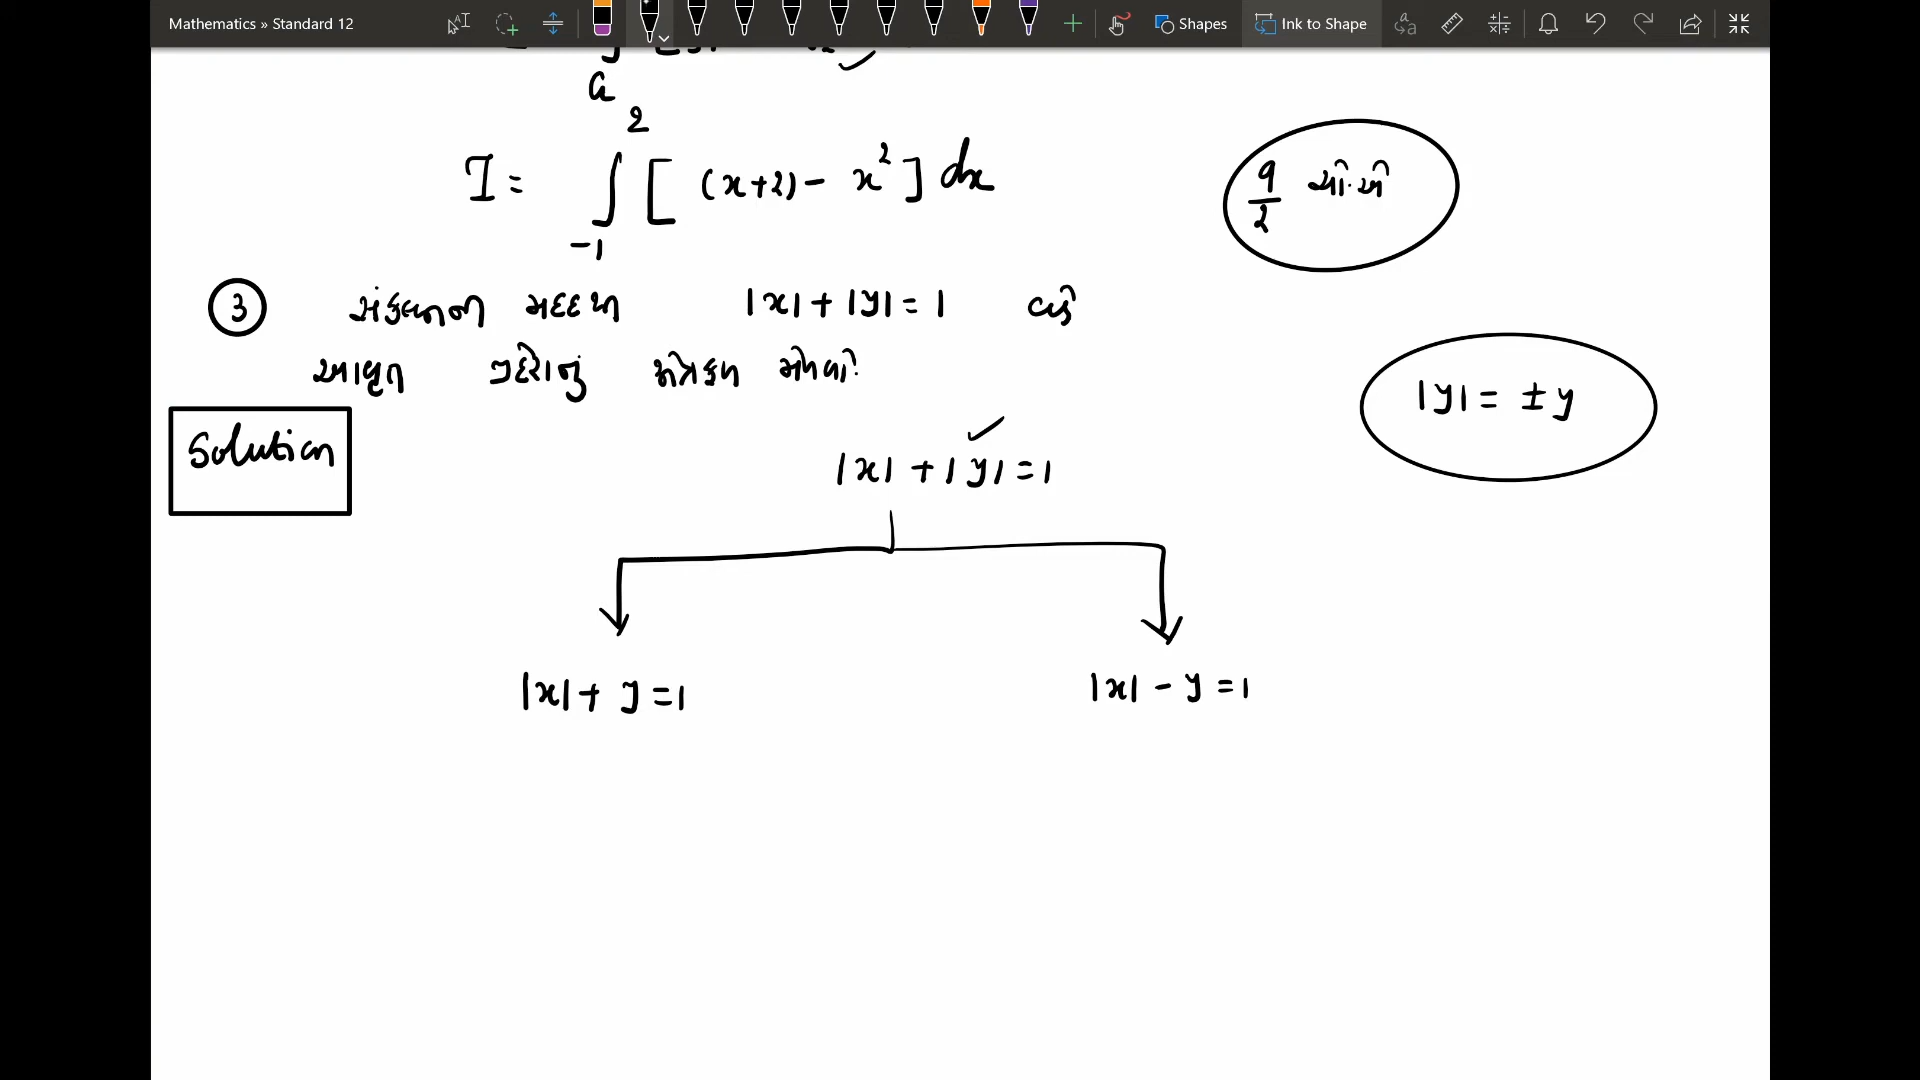 Mathematics » Standard 12
Shapes
Ink to Shape
a
2
I = ∫ [ (x+2) - x² ] dx
-1
9/2 ચો.એ
3 સંકલનની મદદથી |x| + |y| = 1 વડે
આવૃત પ્રદેશનું ક્ષેત્રફળ મેળવો.
|y| = ± y
Solution
|x| + |y| = 1
|x| + y = 1
|x| - y = 1